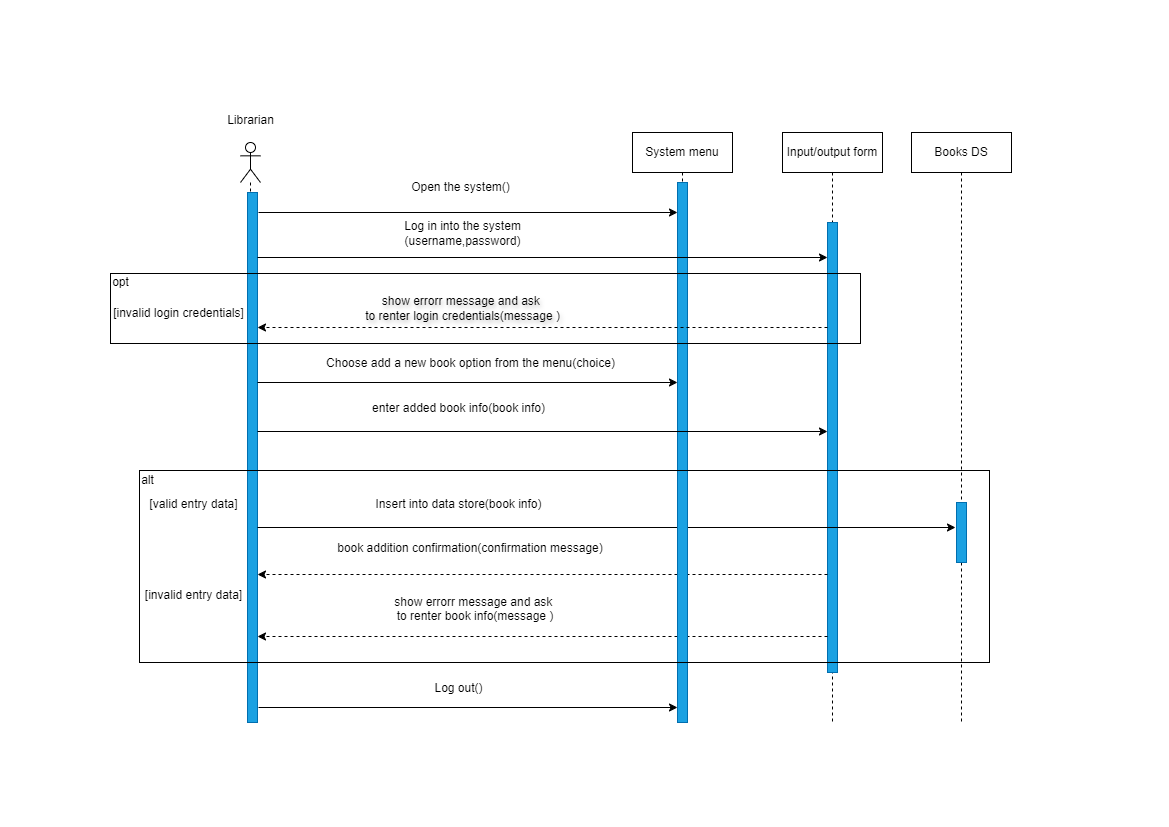 Librarian
System menu
Input/output form
Books DS
Open the system()
Log in into the system
(username,password)
opt
[invalid login credentials]
show errorr message and ask
to renter login credentials(message )
Choose add a new book option from the menu(choice)
enter added book info(book info)
alt
[valid entry data]
Insert into data store(book info)
book addition confirmation(confirmation message)
[invalid entry data]
show errorr message and ask
to renter book info(message )
Log out()